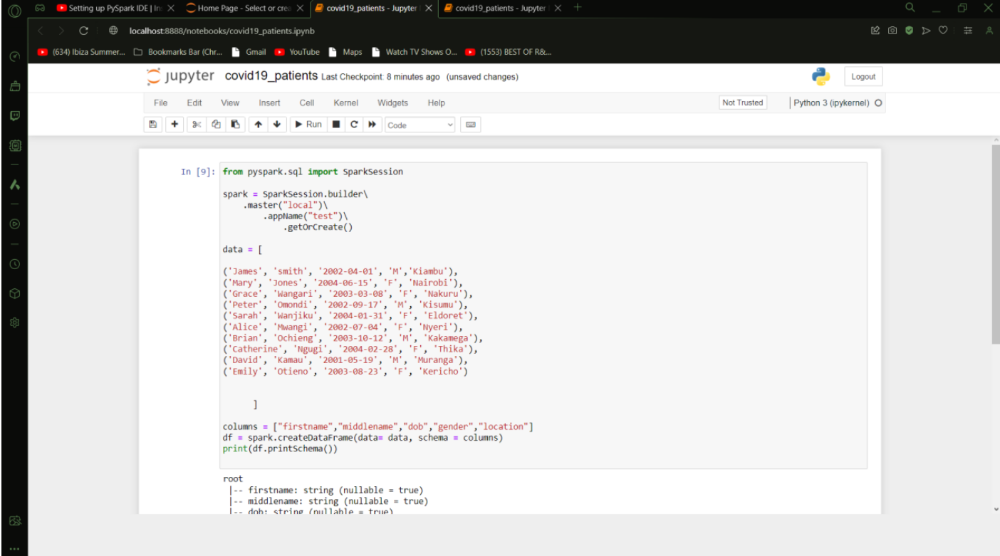 Setting up PySpark IDE | In
Home Page - Select or crea
covid19_patients - Jupyter
covid19_patients - Jupyter
localhost:8888/notebooks/covid19_patients.ipynb
(634) Ibiza Summer... Bookmarks Bar (Chr... Gmail YouTube Maps Watch TV Shows O... (1553) BEST OF R&...
jupyter covid19_patients Last Checkpoint: 8 minutes ago (unsaved changes) Logout
File Edit View Insert Cell Kernel Widgets Help Not Trusted Python 3 (ipykernel)
Run Code
In [9]: from pyspark.sql import SparkSession
spark = SparkSession.builder\
.master("local")\
.appName("test")\
.getOrCreate()
data = [
('James', 'smith', '2002-04-01', 'M','Kiambu'),
('Mary', 'Jones', '2004-06-15', 'F', 'Nairobi'),
('Grace', 'Wangari', '2003-03-08', 'F', 'Nakuru'),
('Peter', 'Omondi', '2002-09-17', 'M', 'Kisumu'),
('Sarah', 'Wanjiku', '2004-01-31', 'F', 'Eldoret'),
('Alice', 'Mwangi', '2002-07-04', 'F', 'Nyeri'),
('Brian', 'Ochieng', '2003-10-12', 'M', 'Kakamega'),
('Catherine', 'Ngugi', '2004-02-28', 'F', 'Thika'),
('David', 'Kamau', '2001-05-19', 'M', 'Muranga'),
('Emily', 'Otieno', '2003-08-23', 'F', 'Kericho')
]
columns = ["firstname","middlename","dob","gender","location"]
df = spark.createDataFrame(data= data, schema = columns)
print(df.printSchema())
root
|-- firstname: string (nullable = true)
|-- middlename: string (nullable = true)
|-- dob: string (nullable = true)